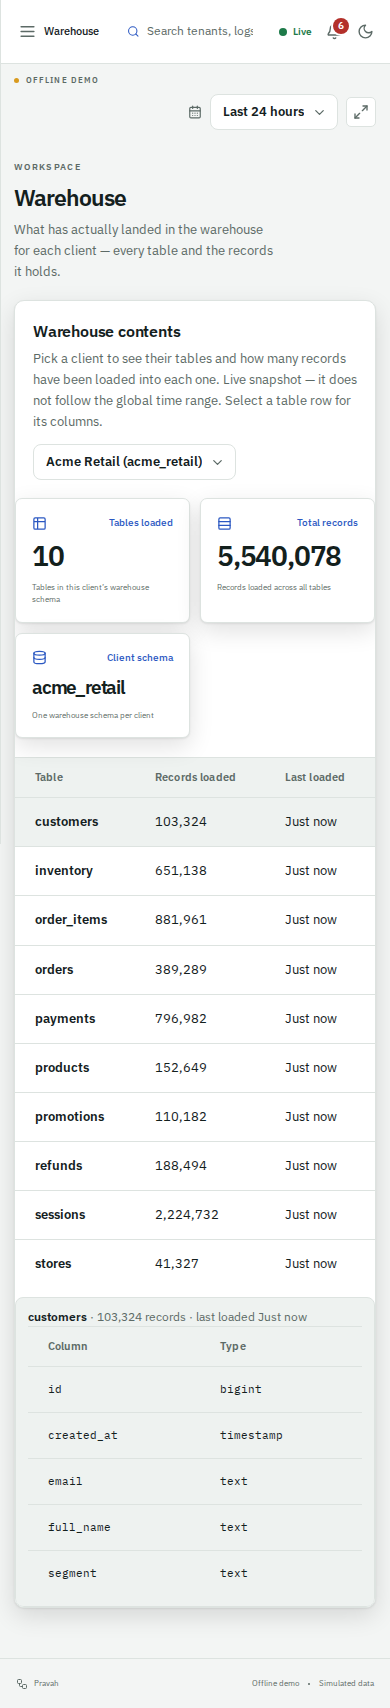 Warehouse
Search tenants, logs
Live
6
OFFLINE DEMO
Last 24 hours
WORKSPACE
Warehouse
What has actually landed in the warehouse
for each client — every table and the records
it holds.
Warehouse contents
Pick a client to see their tables and how many records
have been loaded into each one. Live snapshot — it does
not follow the global time range. Select a table row for
its columns.
Acme Retail (acme_retail)
Tables loaded
10
Tables in this client's warehouse
schema
Total records
5,540,078
Records loaded across all tables
Client schema
acme_retail
One warehouse schema per client
Table Records loaded Last loaded
customers 103,324 Just now
inventory 651,138 Just now
order_items 881,961 Just now
orders 389,289 Just now
payments 796,982 Just now
products 152,649 Just now
promotions 110,182 Just now
refunds 188,494 Just now
sessions 2,224,732 Just now
stores 41,327 Just now
customers · 103,324 records · last loaded Just now
Column Type
id bigint
created_at timestamp
email text
full_name text
segment text
Pravah
Offline demo • Simulated data